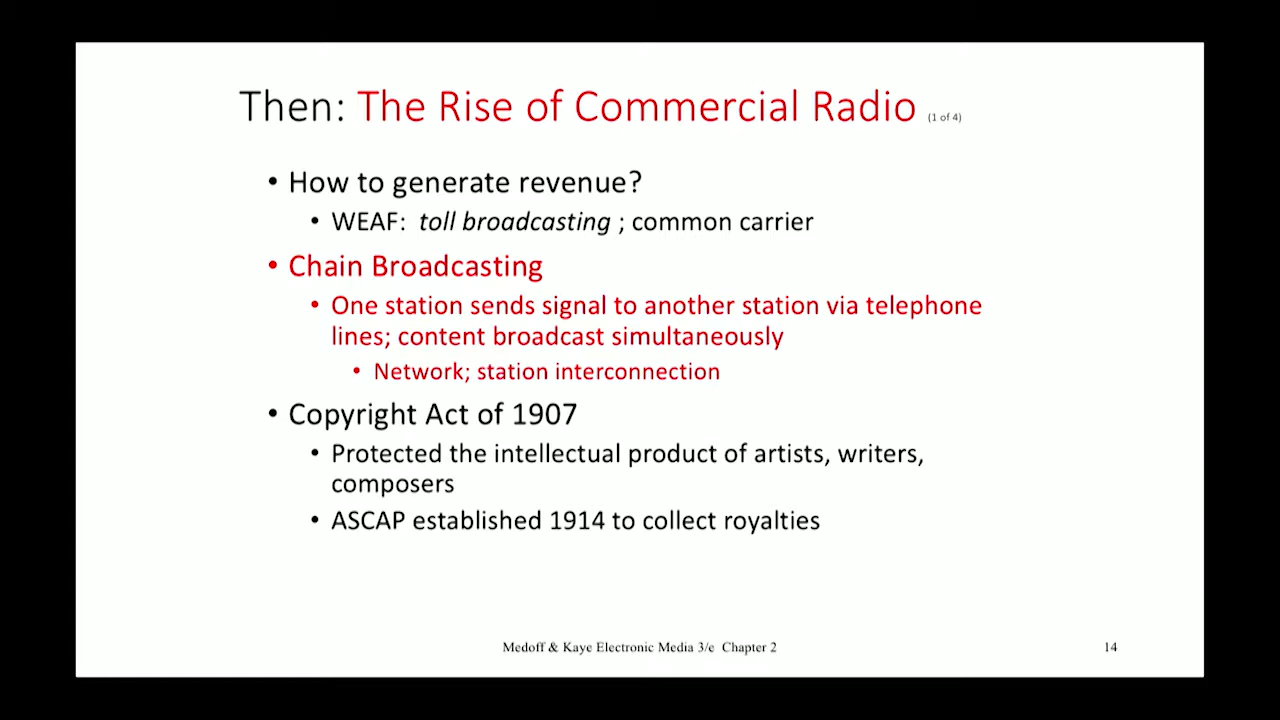 Then: The Rise of Commercial Radio (1 of 4)
• How to generate revenue?
• WEAF: toll broadcasting ; common carrier
• Chain Broadcasting
• One station sends signal to another station via telephone
lines; content broadcast simultaneously
• Network; station interconnection
• Copyright Act of 1907
• Protected the intellectual product of artists, writers,
composers
• ASCAP established 1914 to collect royalties
Medoff & Kaye Electronic Media 3/e Chapter 2
14